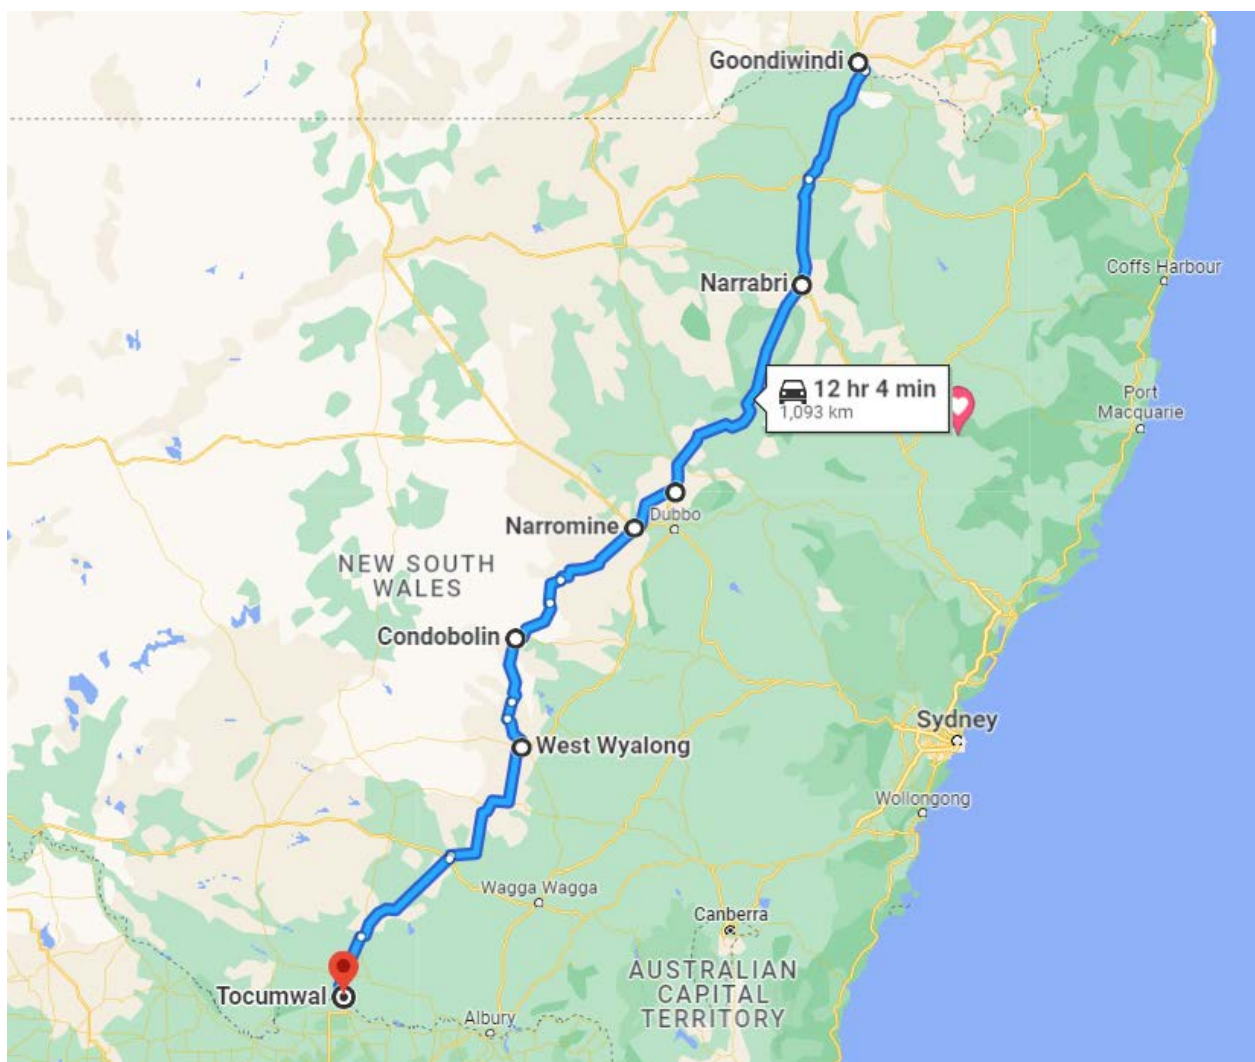 Goondiwindi
Coffs Harbour
Narrabri
12 hr 4 min
1,093 km
Port
Macquarie
Dubbo
Narromine
NEW SOUTH
WALES
Condobolin
Sydney
West Wyalong
Wollongong
Wagga Wagga
Canberra
AUSTRALIAN
CAPITAL
TERRITORY
Tocumwal
Albury